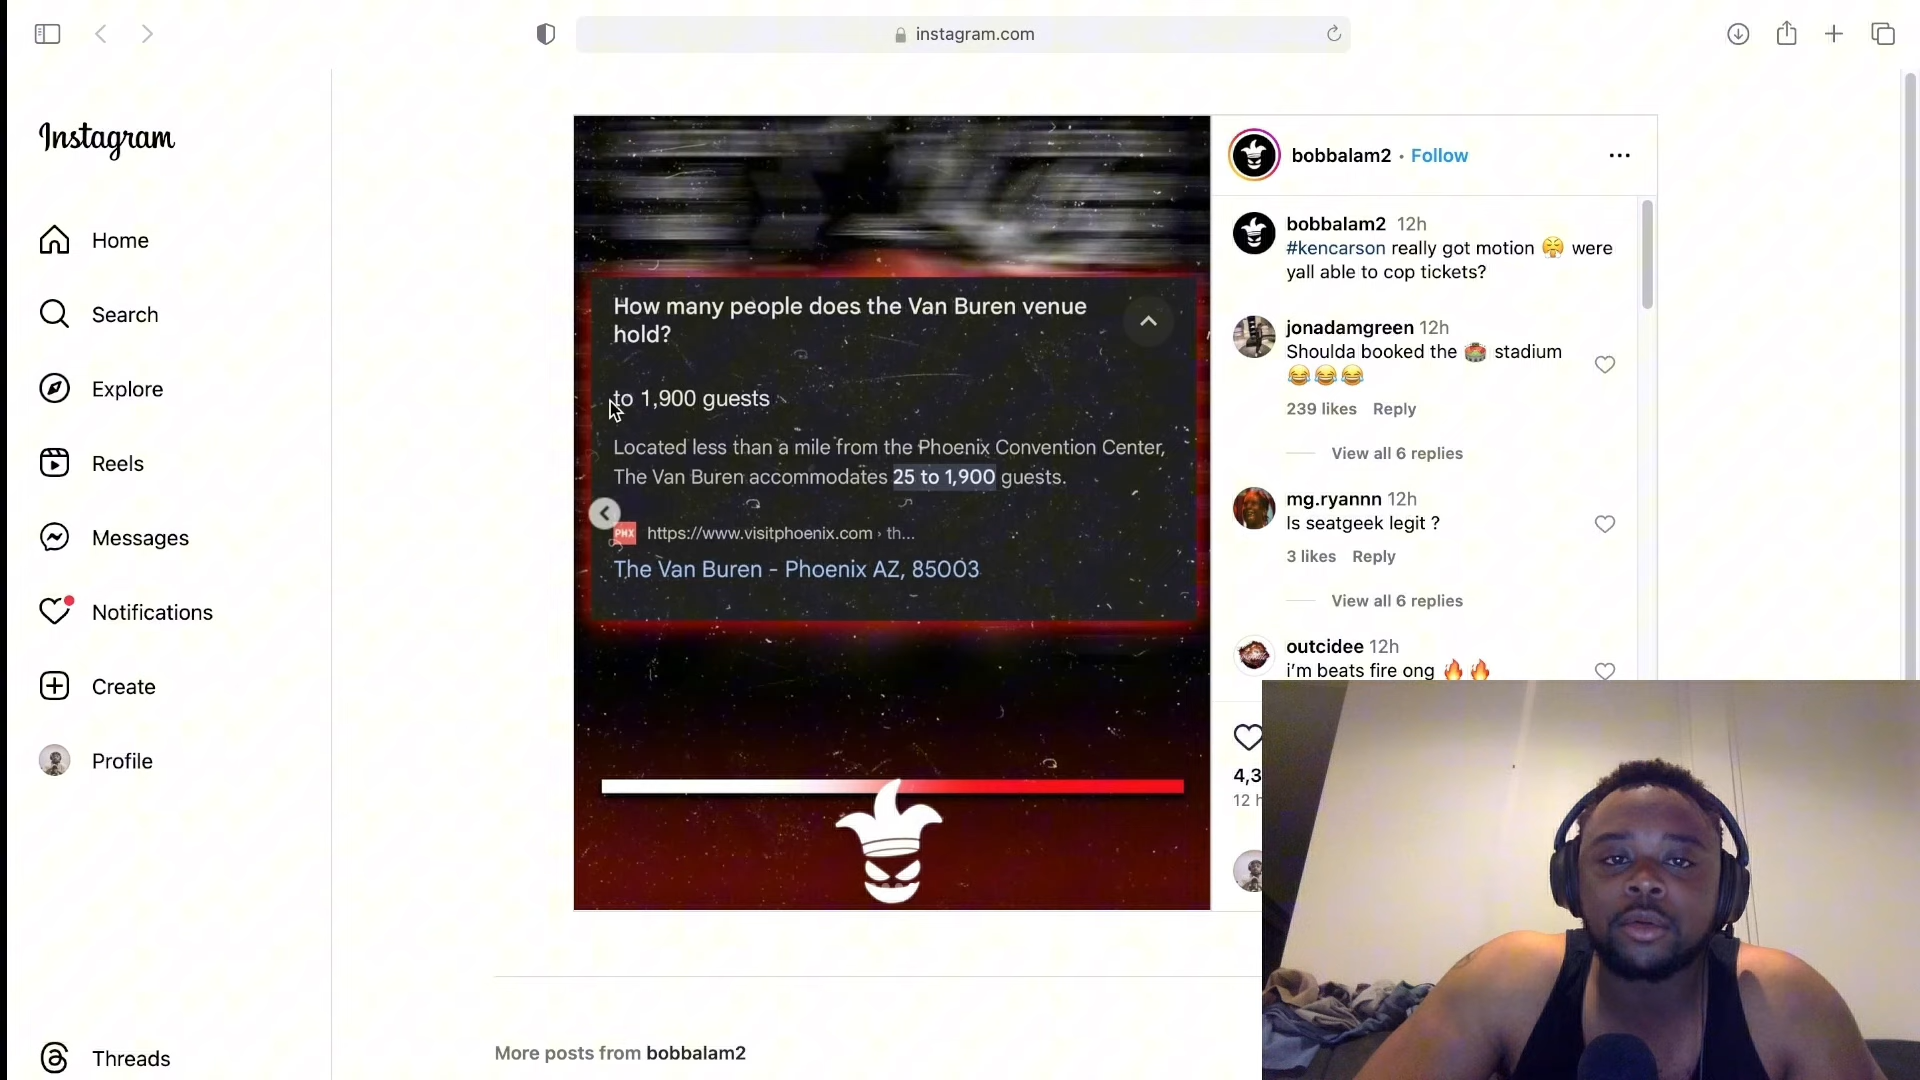 instagram.com
Instagram
Home
Search
Explore
Reels
Messages
Notifications
Create
Profile
Threads
How many people does the Van Buren venue
hold?
to 1,900 guests
Located less than a mile from the Phoenix Convention Center,
The Van Buren accommodates 25 to 1,900 guests.
PHX
https://www.visitphoenix.com › th...
The Van Buren - Phoenix AZ, 85003
bobbalam2 • Follow
bobbalam2 12h
#kencarson really got motion 😤 were
yall able to cop tickets?
jonadamgreen 12h
Shoulda booked the 🏟️ stadium
😂😂😂
239 likes Reply
View all 6 replies
mg.ryannn 12h
Is seatgeek legit ?
3 likes Reply
View all 6 replies
outcidee 12h
i'm beats fire ong 🔥🔥
4,3
12 h
More posts from bobbalam2